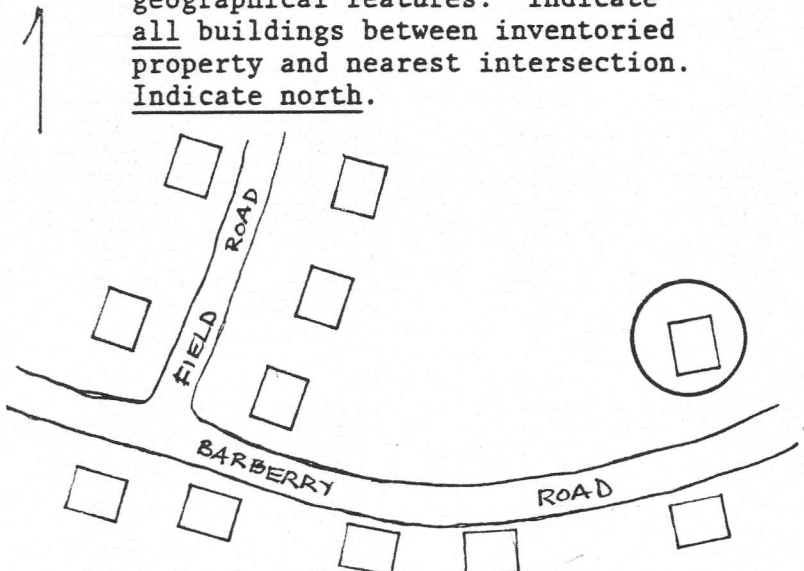 geographical features. Indicate
all buildings between inventoried
property and nearest intersection.
Indicate north.
FIELD ROAD
BARBERRY ROAD